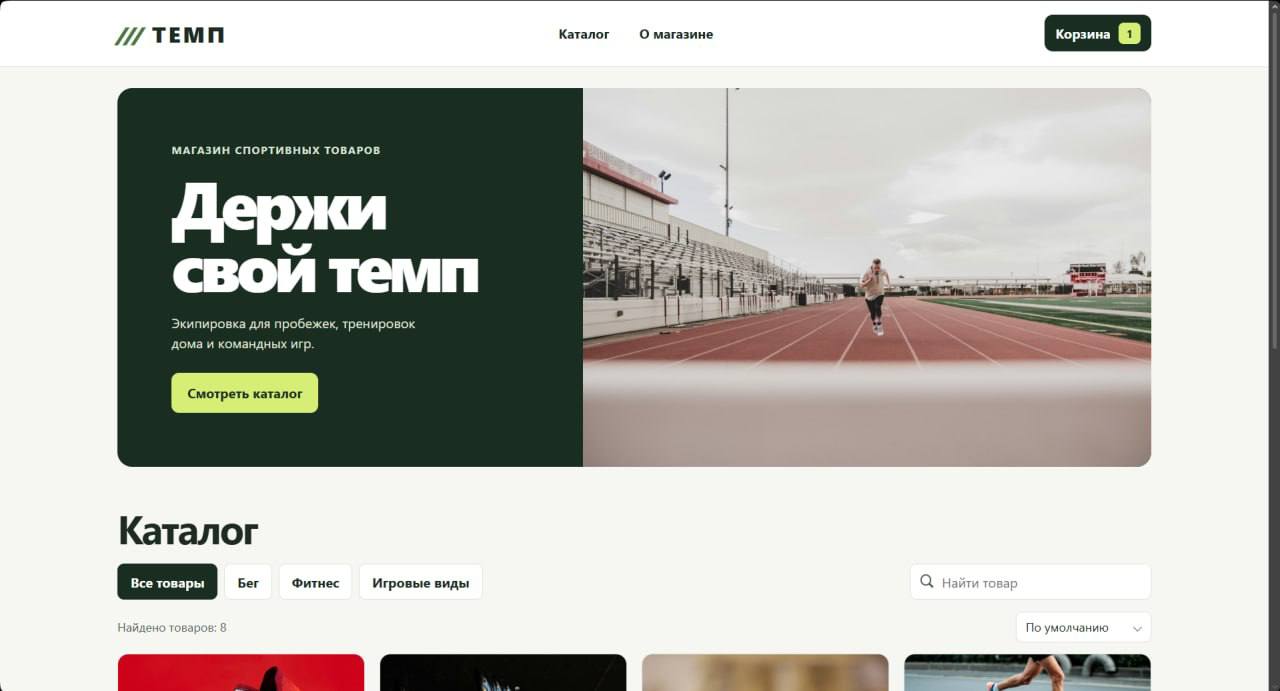 ТЕМП
Каталог
О магазине
Корзина 1
МАГАЗИН СПОРТИВНЫХ ТОВАРОВ
Держи
свой темп
Экипировка для пробежек, тренировок
дома и командных игр.
Смотреть каталог
Каталог
Все товары
Бег
Фитнес
Игровые виды
Найти товар
Найдено товаров: 8
По умолчанию